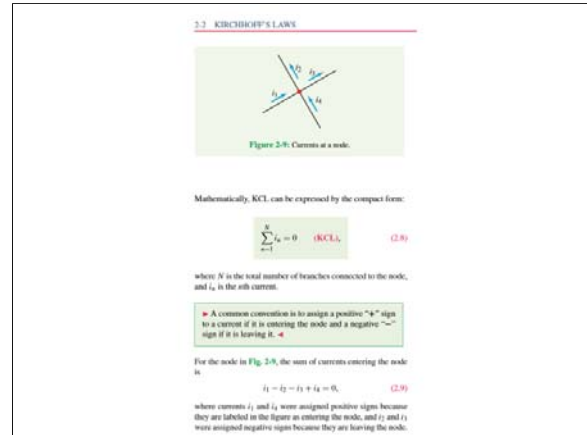 2-2 KIRCHHOFF'S LAWS
i₂
i₃
i₁
i₄
Figure 2-9: Currents at a node.
Mathematically, KCL can be expressed by the compact form:
N
∑ iₙ = 0 (KCL), (2.8)
n=1
where N is the total number of branches connected to the node,
and iₙ is the nth current.
► A common convention is to assign a positive "+" sign
to a current if it is entering the node and a negative "−"
sign if it is leaving it. ◄
For the node in Fig. 2-9, the sum of currents entering the node
is
i₁ − i₂ − i₃ + i₄ = 0, (2.9)
where currents i₁ and i₄ were assigned positive signs because
they are labeled in the figure as entering the node, and i₂ and i₃
were assigned negative signs because they are leaving the node.